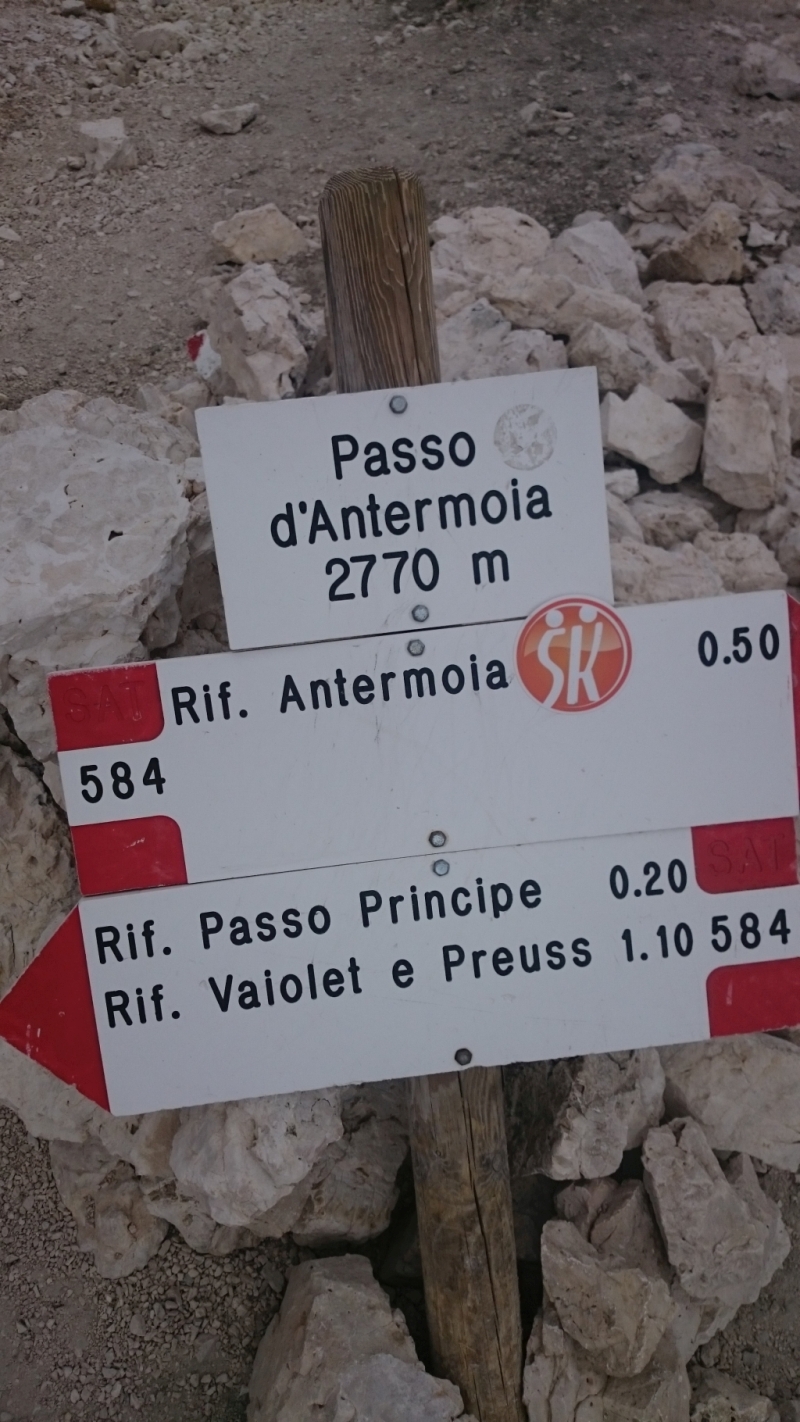 Passo
d'Antermoia
2770 m
SAT Rif. Antermoia ŠK 0.50
584
Rif. Passo Principe 0.20 SAT
Rif. Vaiolet e Preuss 1.10 584